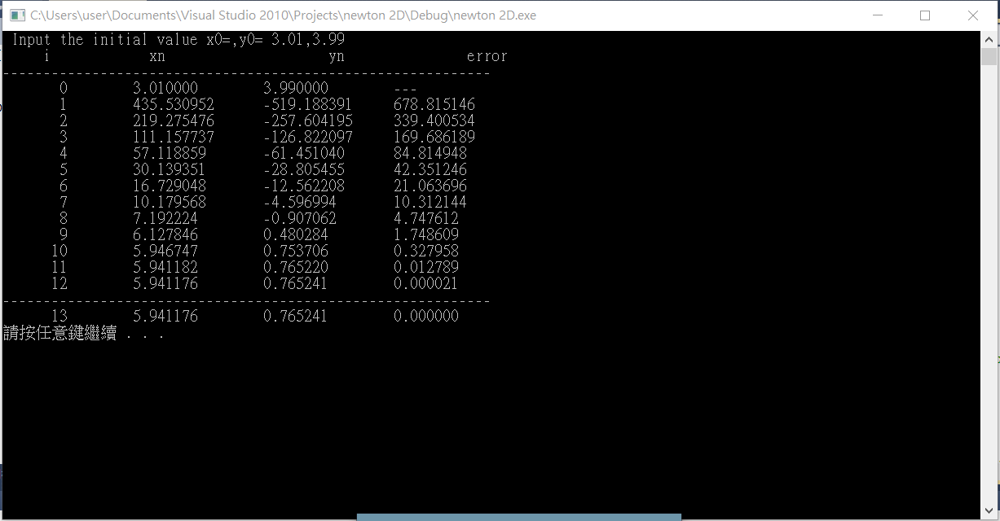 C:\Users\user\Documents\Visual Studio 2010\Projects\newton 2D\Debug\newton 2D.exe
Input the initial value x0=,y0= 3.01,3.99
i xn yn error
------------------------------------------------------------
0 3.010000 3.990000 ---
1 435.530952 -519.188391 678.815146
2 219.275476 -257.604195 339.400534
3 111.157737 -126.822097 169.686189
4 57.118859 -61.451040 84.814948
5 30.139351 -28.805455 42.351246
6 16.729048 -12.562208 21.063696
7 10.179568 -4.596994 10.312144
8 7.192224 -0.907062 4.747612
9 6.127846 0.480284 1.748609
10 5.946747 0.753706 0.327958
11 5.941182 0.765220 0.012789
12 5.941176 0.765241 0.000021
------------------------------------------------------------
13 5.941176 0.765241 0.000000
請按任意鍵繼續 . . .